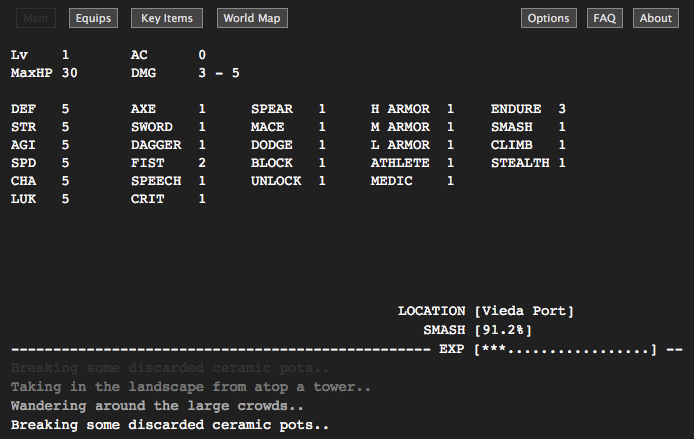 Main Equips Key Items World Map Options FAQ About
Lv 1 AC 0
MaxHP 30 DMG 3 - 5
DEF 5 AXE 1 SPEAR 1 H ARMOR 1 ENDURE 3
STR 5 SWORD 1 MACE 1 M ARMOR 1 SMASH 1
AGI 5 DAGGER 1 DODGE 1 L ARMOR 1 CLIMB 1
SPD 5 FIST 2 BLOCK 1 ATHLETE 1 STEALTH 1
CHA 5 SPEECH 1 UNLOCK 1 MEDIC 1
LUK 5 CRIT 1
LOCATION [Vieda Port]
SMASH [91.2%]
-------------------------------------------------- EXP [***.................] --
Breaking some discarded ceramic pots..
Taking in the landscape from atop a tower..
Wandering around the large crowds..
Breaking some discarded ceramic pots..